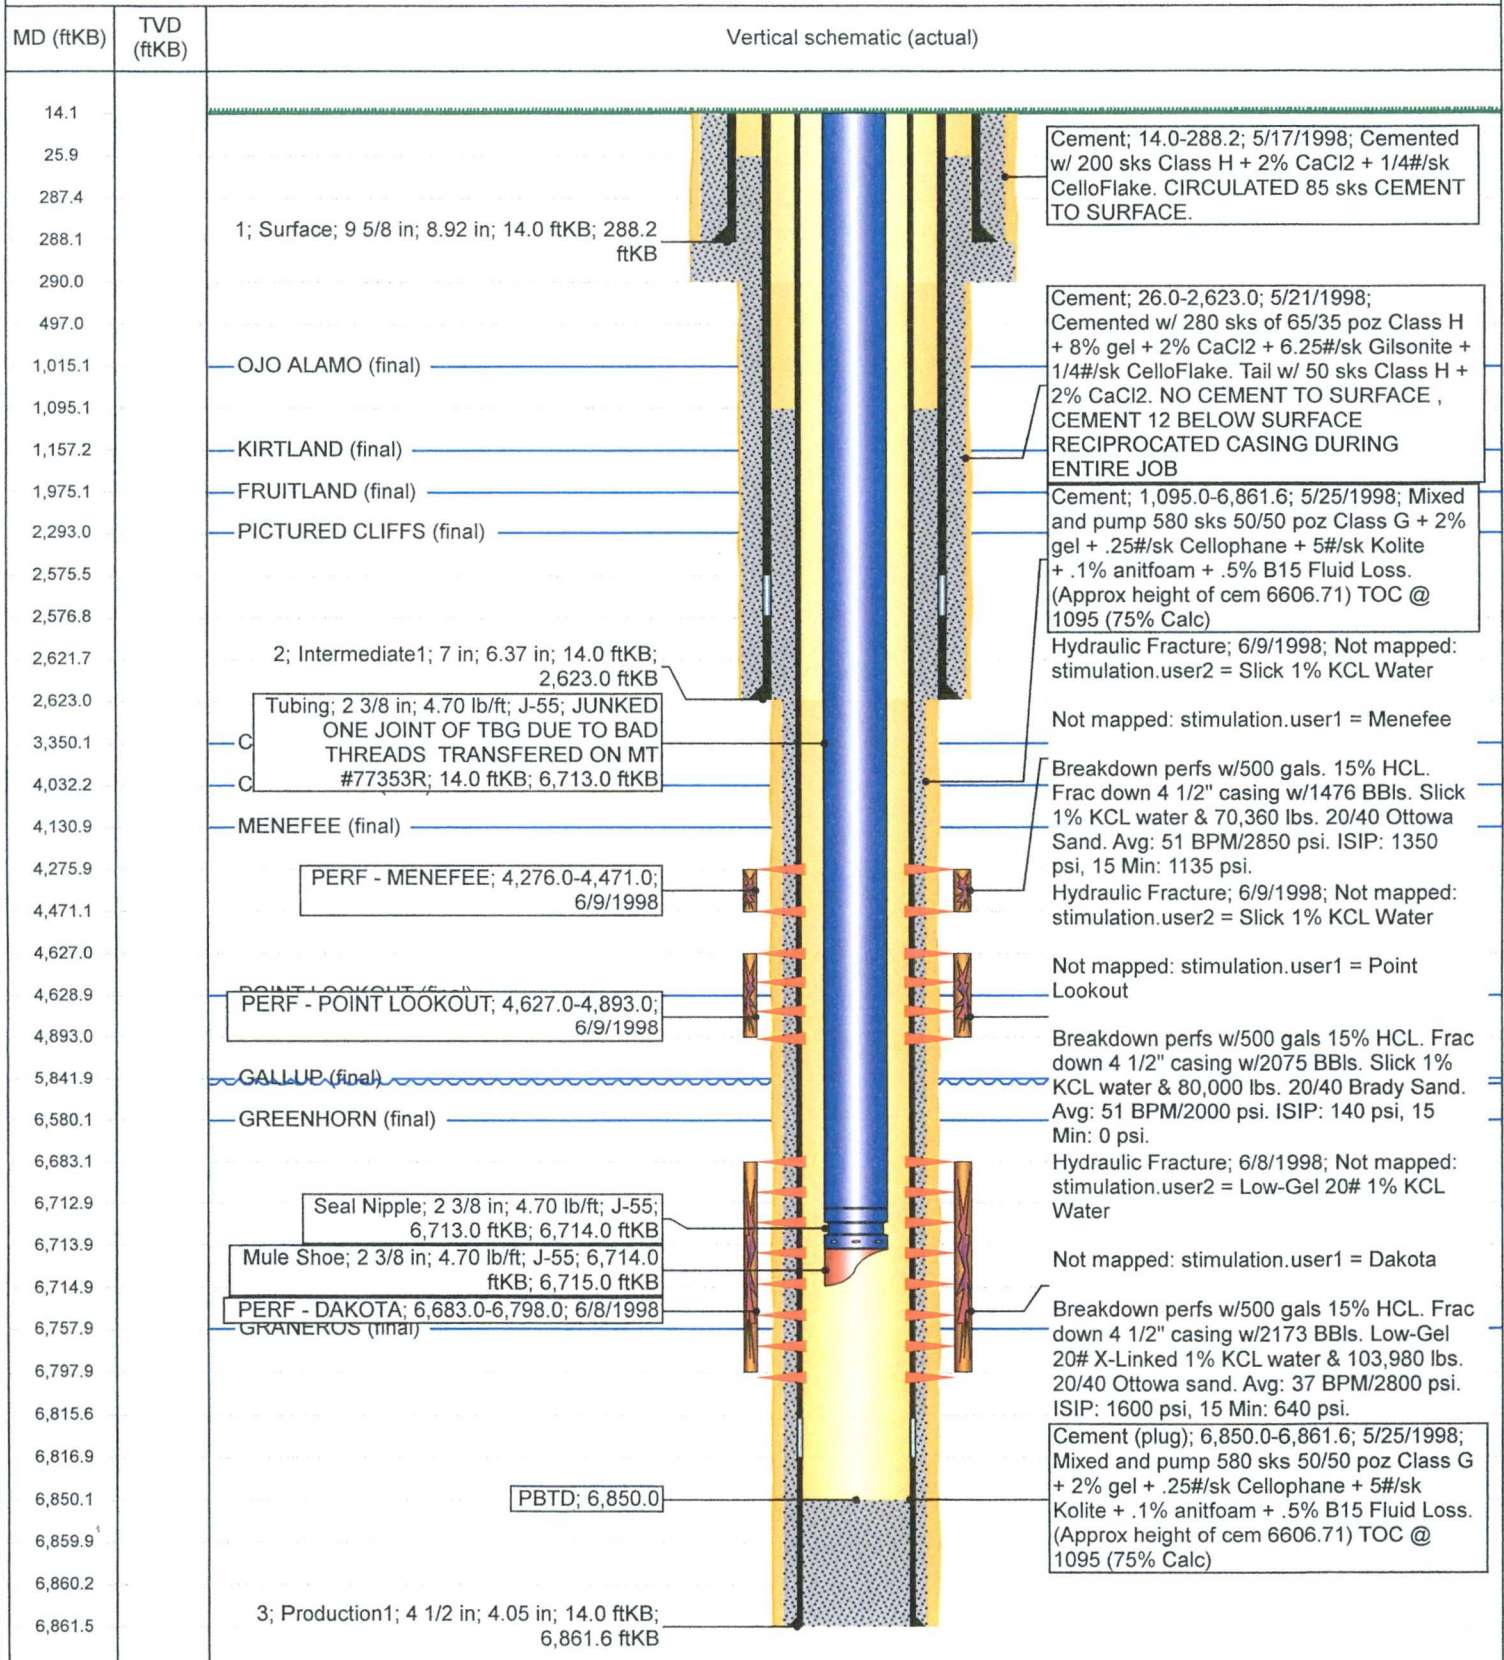 MD (ftKB)
TVD
(ftKB)
Vertical schematic (actual)
14.1
25.9
287.4
288.1
290.0
497.0
1,015.1
1,095.1
1,157.2
1,975.1
2,293.0
2,575.5
2,576.8
2,621.7
2,623.0
3,350.1
4,032.2
4,130.9
4,275.9
4,471.1
4,627.0
4,628.9
4,893.0
5,841.9
6,580.1
6,683.1
6,712.9
6,713.9
6,714.9
6,757.9
6,797.9
6,815.6
6,816.9
6,850.1
6,859.9
6,860.2
6,861.5
1; Surface; 9 5/8 in; 8.92 in; 14.0 ftKB; 288.2
ftKB
OJO ALAMO (final)
KIRTLAND (final)
FRUITLAND (final)
PICTURED CLIFFS (final)
2; Intermediate1; 7 in; 6.37 in; 14.0 ftKB;
2,623.0 ftKB
Tubing; 2 3/8 in; 4.70 lb/ft; J-55; JUNKED
ONE JOINT OF TBG DUE TO BAD
THREADS TRANSFERED ON MT
#77353R; 14.0 ftKB; 6,713.0 ftKB
C
C
MENEFEE (final)
PERF - MENEFEE; 4,276.0-4,471.0;
6/9/1998
POINT LOOKOUT (final)
PERF - POINT LOOKOUT; 4,627.0-4,893.0;
6/9/1998
GALLUP (final)
GREENHORN (final)
Seal Nipple; 2 3/8 in; 4.70 lb/ft; J-55;
6,713.0 ftKB; 6,714.0 ftKB
Mule Shoe; 2 3/8 in; 4.70 lb/ft; J-55; 6,714.0
ftKB; 6,715.0 ftKB
PERF - DAKOTA; 6,683.0-6,798.0; 6/8/1998
GRANEROS (final)
PBTD; 6,850.0
3; Production1; 4 1/2 in; 4.05 in; 14.0 ftKB;
6,861.6 ftKB
Cement; 14.0-288.2; 5/17/1998; Cemented
w/ 200 sks Class H + 2% CaCl2 + 1/4#/sk
CelloFlake. CIRCULATED 85 sks CEMENT
TO SURFACE.
Cement; 26.0-2,623.0; 5/21/1998;
Cemented w/ 280 sks of 65/35 poz Class H
+ 8% gel + 2% CaCl2 + 6.25#/sk Gilsonite +
1/4#/sk CelloFlake. Tail w/ 50 sks Class H +
2% CaCl2. NO CEMENT TO SURFACE ,
CEMENT 12 BELOW SURFACE
RECIPROCATED CASING DURING
ENTIRE JOB
Cement; 1,095.0-6,861.6; 5/25/1998; Mixed
and pump 580 sks 50/50 poz Class G + 2%
gel + .25#/sk Cellophane + 5#/sk Kolite
+ .1% anitfoam + .5% B15 Fluid Loss.
(Approx height of cem 6606.71) TOC @
1095 (75% Calc)
Hydraulic Fracture; 6/9/1998; Not mapped:
stimulation.user2 = Slick 1% KCL Water
Not mapped: stimulation.user1 = Menefee
Breakdown perfs w/500 gals. 15% HCL.
Frac down 4 1/2" casing w/1476 BBls. Slick
1% KCL water & 70,360 lbs. 20/40 Ottowa
Sand. Avg: 51 BPM/2850 psi. ISIP: 1350
psi, 15 Min: 1135 psi.
Hydraulic Fracture; 6/9/1998; Not mapped:
stimulation.user2 = Slick 1% KCL Water
Not mapped: stimulation.user1 = Point
Lookout
Breakdown perfs w/500 gals 15% HCL. Frac
down 4 1/2" casing w/2075 BBls. Slick 1%
KCL water & 80,000 lbs. 20/40 Brady Sand.
Avg: 51 BPM/2000 psi. ISIP: 140 psi, 15
Min: 0 psi.
Hydraulic Fracture; 6/8/1998; Not mapped:
stimulation.user2 = Low-Gel 20# 1% KCL
Water
Not mapped: stimulation.user1 = Dakota
Breakdown perfs w/500 gals 15% HCL. Frac
down 4 1/2" casing w/2173 BBls. Low-Gel
20# X-Linked 1% KCL water & 103,980 lbs.
20/40 Ottowa sand. Avg: 37 BPM/2800 psi.
ISIP: 1600 psi, 15 Min: 640 psi.
Cement (plug); 6,850.0-6,861.6; 5/25/1998;
Mixed and pump 580 sks 50/50 poz Class G
+ 2% gel + .25#/sk Cellophane + 5#/sk
Kolite + .1% anitfoam + .5% B15 Fluid Loss.
(Approx height of cem 6606.71) TOC @
1095 (75% Calc)